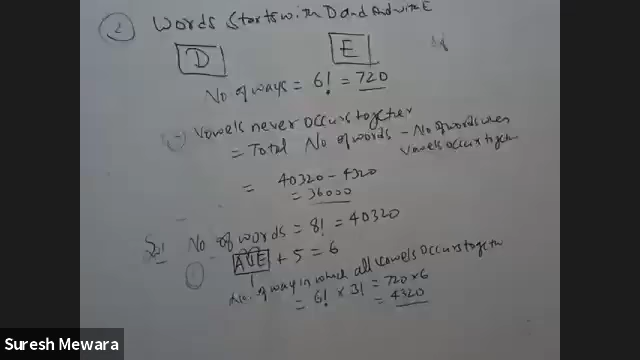 2 Words starts with D and end with E
D E
No of ways = 6! = 720
Vowels never occurs together
= Total No of words - No of words when
vowels occurs together
= 40320 - 4320
= 36000
Sol No of words = 8! = 40320
AUE + 5 = 6
No. of way in which all vowels occurs together
= 6! x 3! = 720 x 6
= 4320
Suresh Mewara